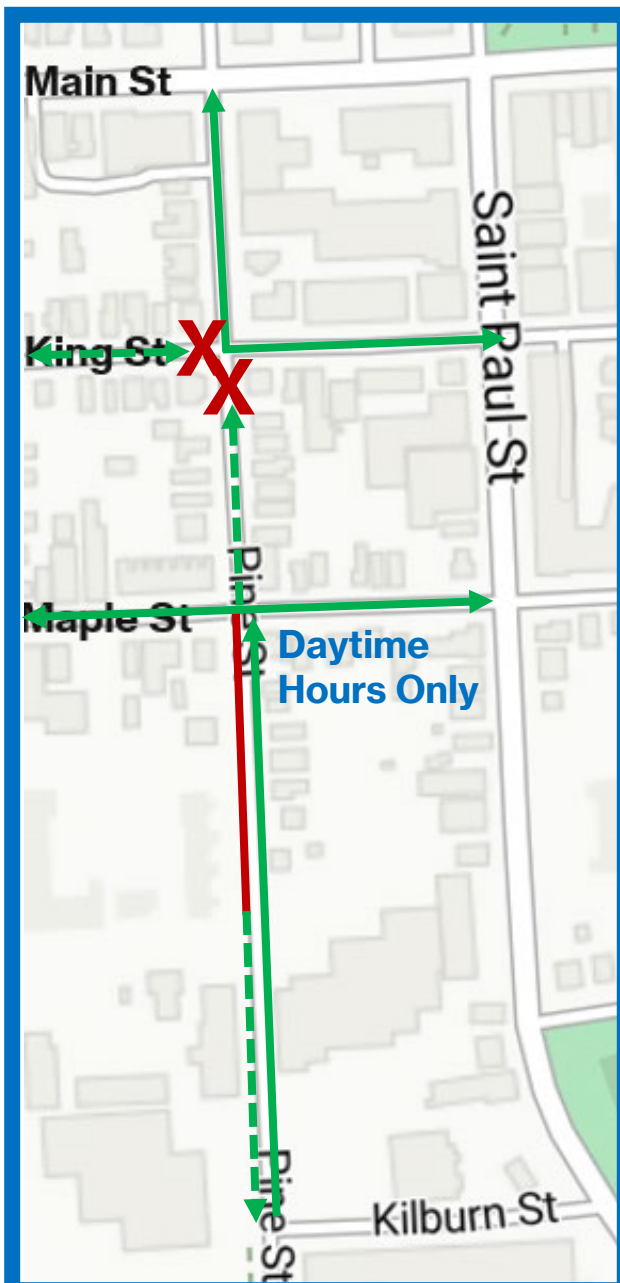 Main St
Saint Paul St
X
King St
X
Pine St
Maple St
Daytime
Hours Only
Pine St
Kilburn St